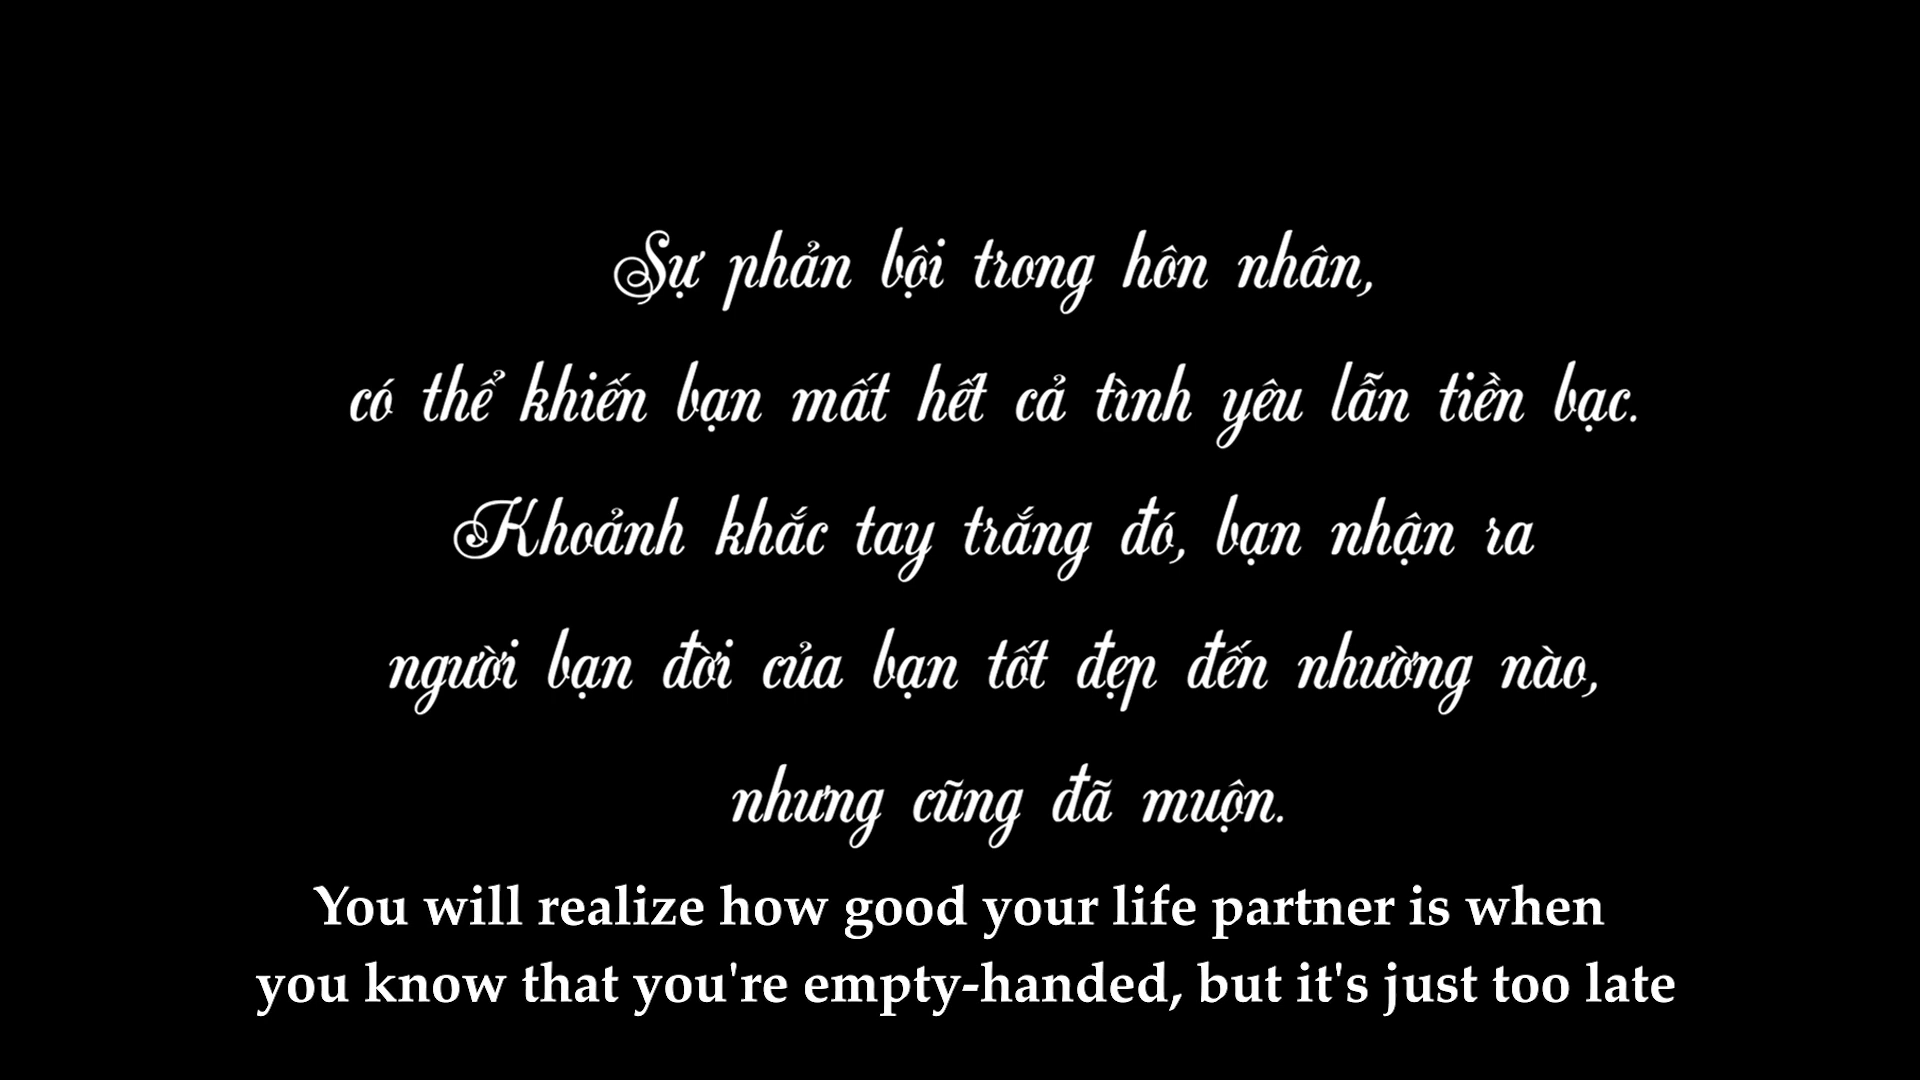 Sự phản bội trong hôn nhân,
có thể khiến bạn mất hết cả tình yêu lẫn tiền bạc.
Khoảnh khắc tay trắng đó, bạn nhận ra
người bạn đời của bạn tốt đẹp đến nhường nào,
nhưng cũng đã muộn.
You will realize how good your life partner is when
you know that you're empty-handed, but it's just too late